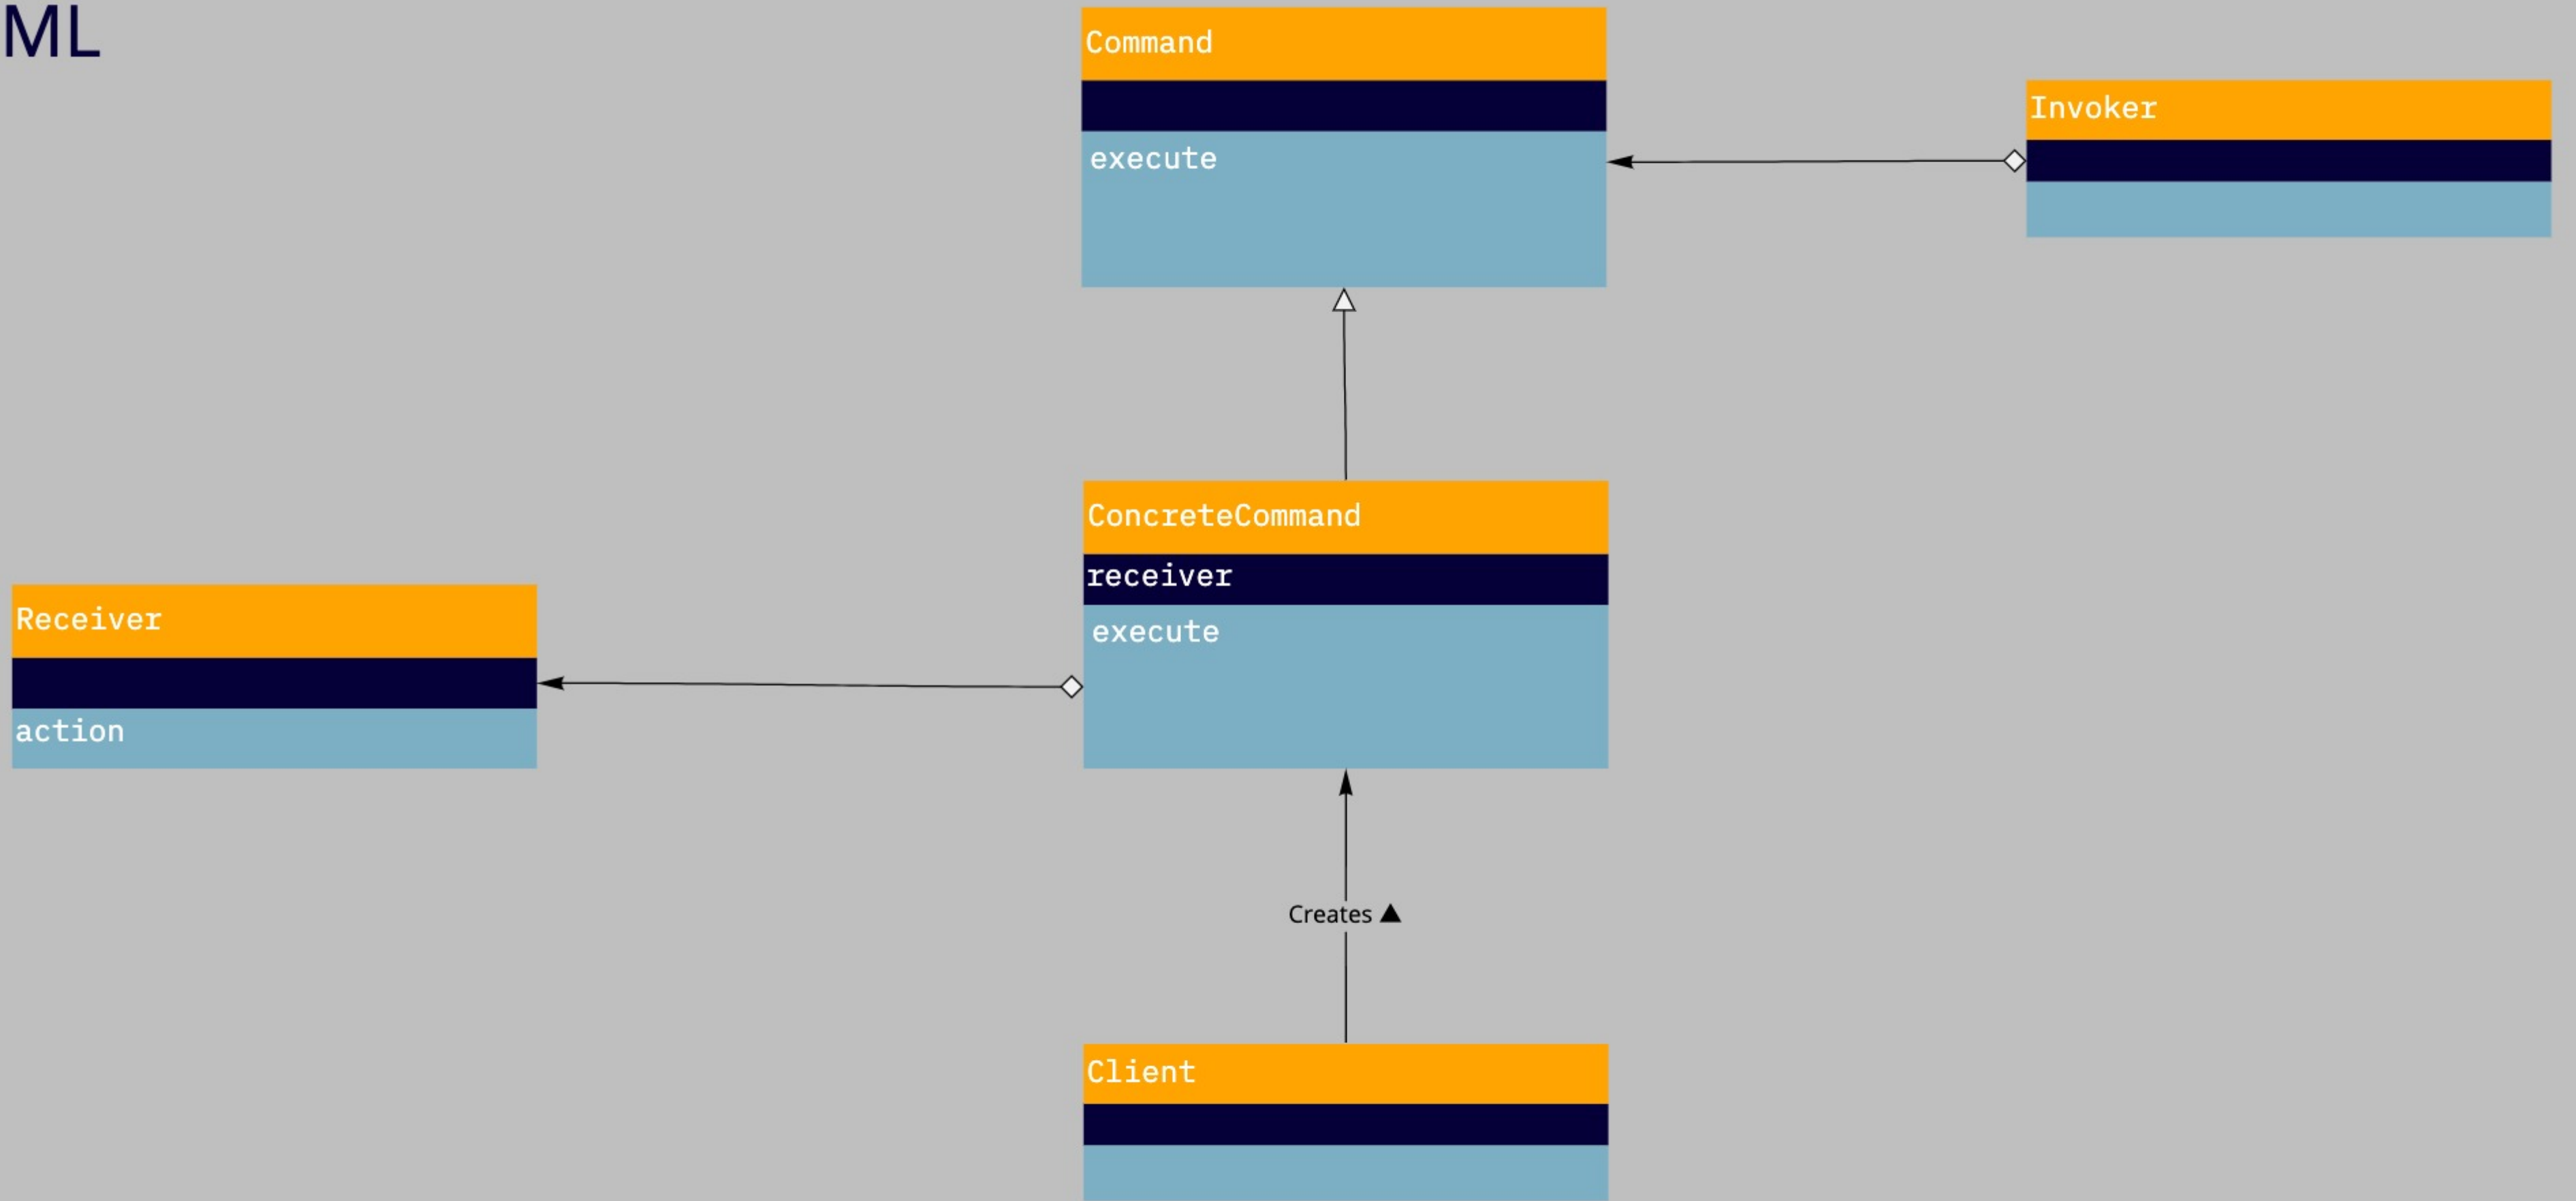 ML
Command
execute
Invoker
ConcreteCommand
receiver
execute
Receiver
action
Creates ▲
Client